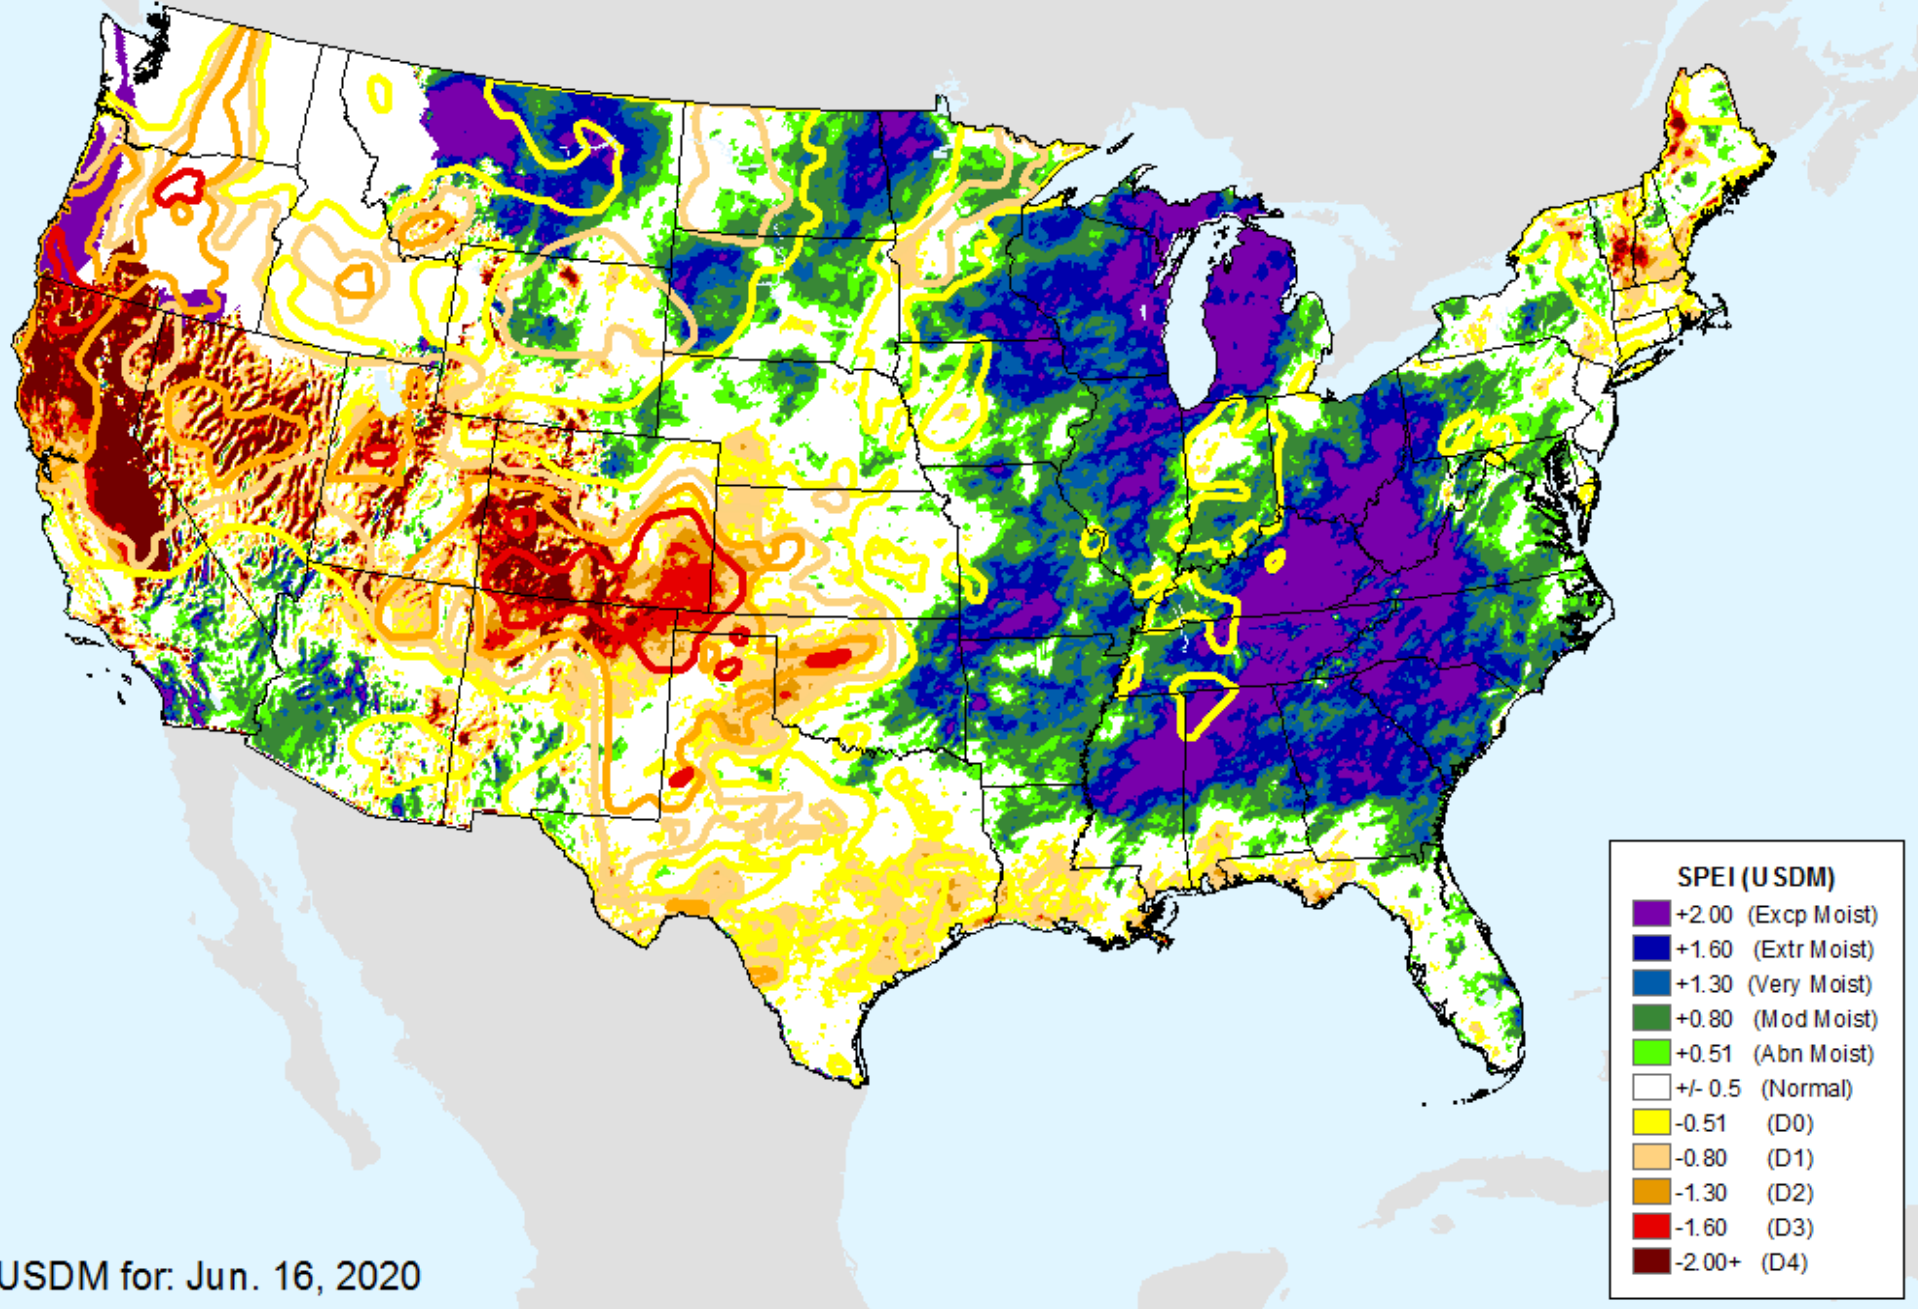 SPEI (USDM)
+2.00 (Excp Moist)
+1.60 (Extr Moist)
+1.30 (Very Moist)
+0.80 (Mod Moist)
+0.51 (Abn Moist)
+/- 0.5 (Normal)
-0.51 (D0)
-0.80 (D1)
-1.30 (D2)
-1.60 (D3)
-2.00+ (D4)
USDM for: Jun. 16, 2020